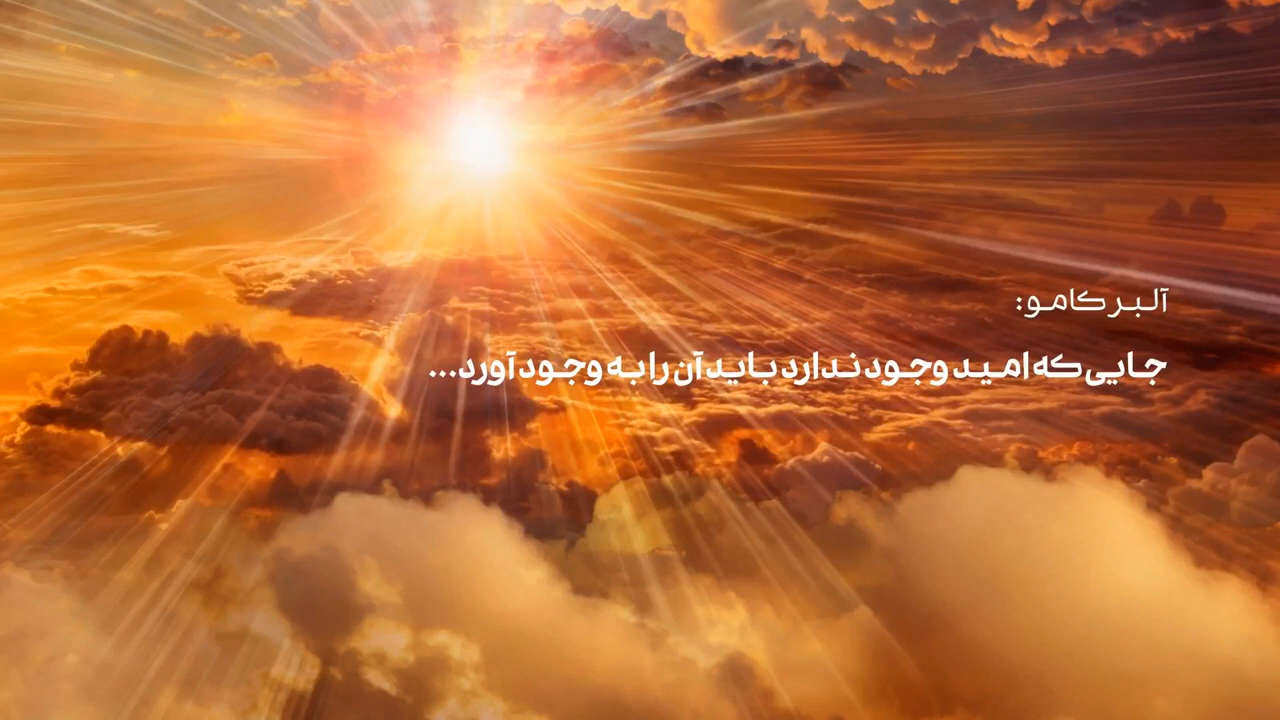 آلبر کامو:
جایی که امید وجود ندارد باید آن را به وجود آورد...